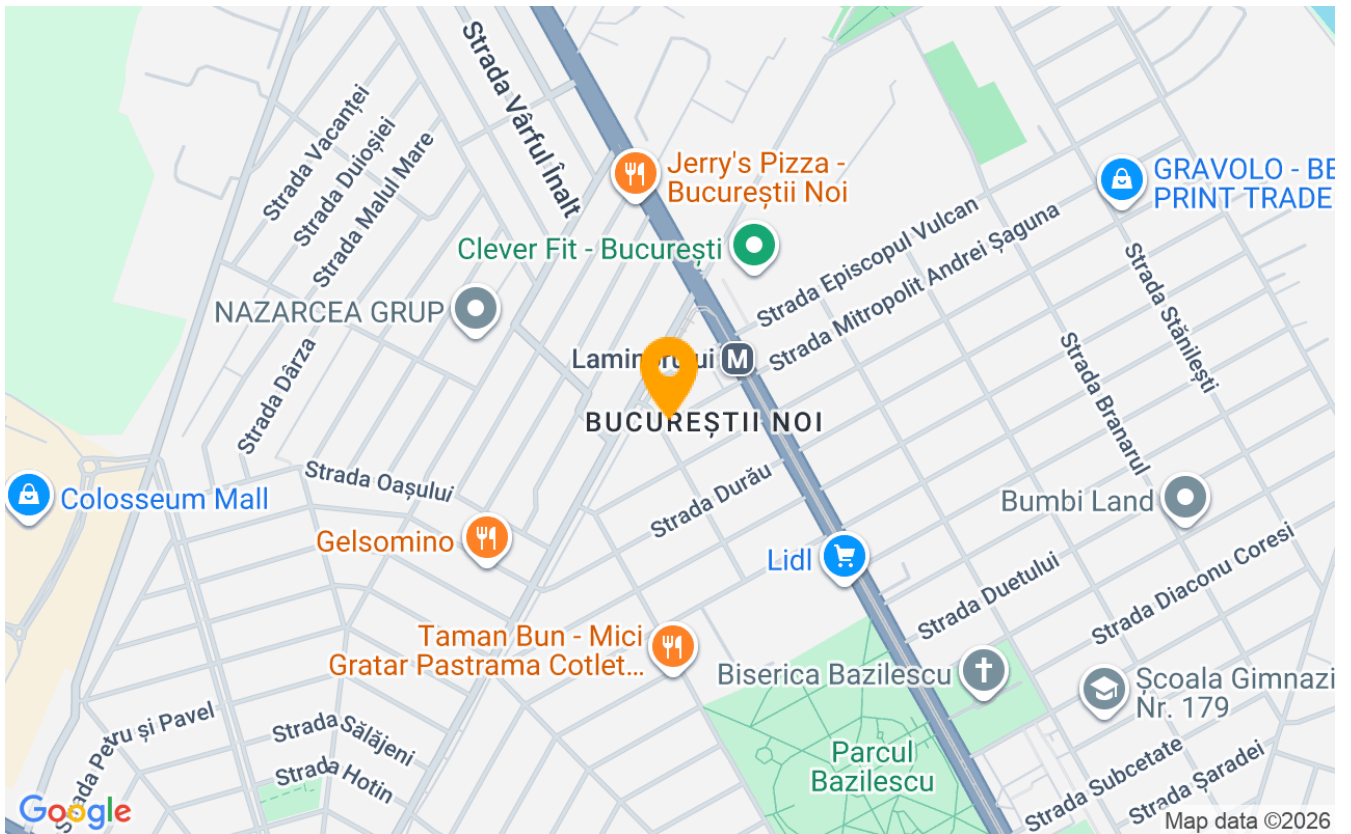 Strada Vârful Înalt
Strada Vacanței
Strada Duioșiei
Strada Malul Mare
Jerry's Pizza -
Bucureștii Noi
GRAVOLO - BE
PRINT TRADE
Clever Fit - București
Strada Episcopul Vulcan
Strada Mitropolit Andrei Șaguna
Strada Stănilești
NAZARCEA GRUP
Strada Dârza
Laminorului
M
Strada Branarul
BUCUREȘTII NOI
Colosseum Mall
Strada Oașului
Strada Durău
Bumbi Land
Gelsomino
Lidl
Strada Duetului
Strada Diaconu Coresi
Taman Bun - Mici
Gratar Pastrama Cotlet...
Biserica Bazilescu
Școala Gimnazi
Nr. 179
Strada Petru și Pavel
Strada Sălăjeni
Strada Hotin
Parcul
Bazilescu
Strada Subcetate
Strada Șaradei
Google
Map data ©2026